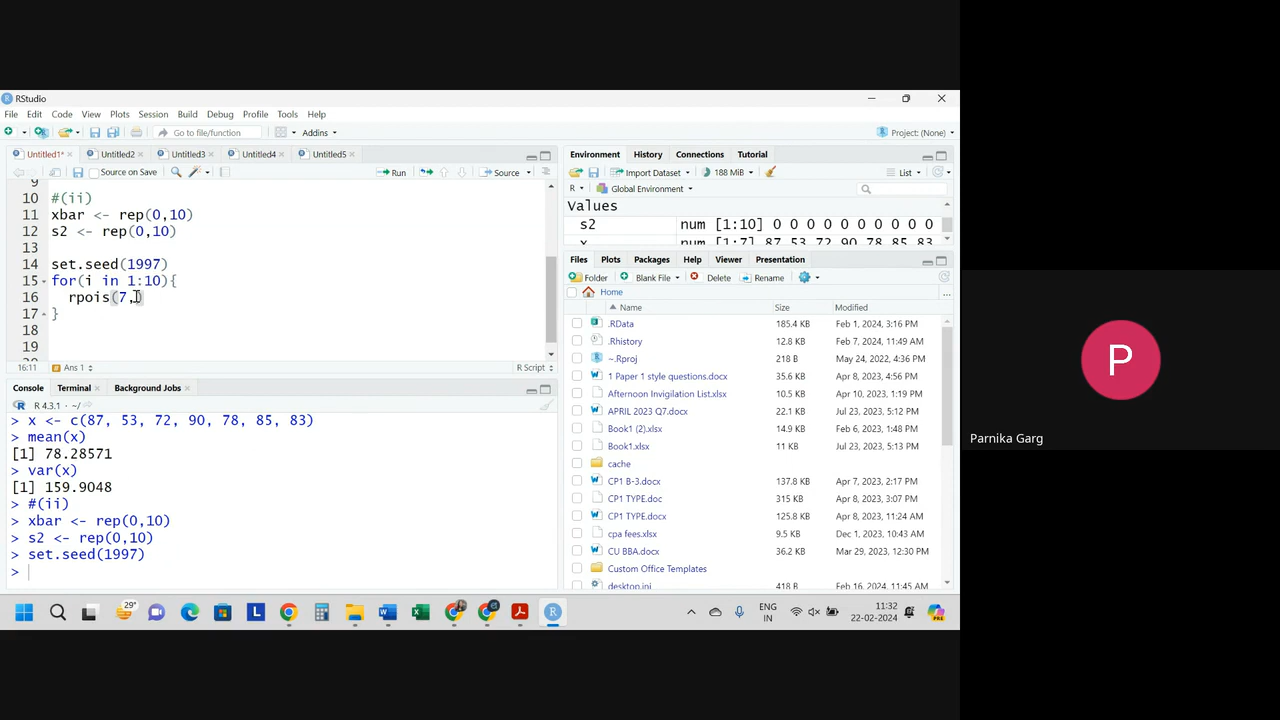 RStudio
File Edit Code View Plots Session Build Debug Profile Tools Help
Go to file/function Addins Project: (None)
Untitled1* Untitled2 Untitled3 Untitled4 Untitled5
Source on Save Run Source
9
10 #(ii)
11 xbar <- rep(0,10)
12 s2 <- rep(0,10)
13
14 set.seed(1997)
15 for(i in 1:10){
16 rpois(7,)
17 }
18
19
16:11 Ans 1 R Script
Console Terminal Background Jobs
R 4.3.1 · ~/
> x <- c(87, 53, 72, 90, 78, 85, 83)
> mean(x)
[1] 78.28571
> var(x)
[1] 159.9048
> #(ii)
> xbar <- rep(0,10)
> s2 <- rep(0,10)
> set.seed(1997)
>
Environment History Connections Tutorial
Import Dataset 188 MiB List
R Global Environment
Values
s2 num [1:10] 0 0 0 0 0 0 0 0 0 0
x num [1:7] 87 53 72 90 78 85 83
Files Plots Packages Help Viewer Presentation
Folder Blank File Delete Rename
Home ...
Name Size Modified
.RData 185.4 KB Feb 1, 2024, 3:16 PM
.Rhistory 12.8 KB Feb 7, 2024, 11:49 AM
~.Rproj 218 B May 24, 2022, 4:36 PM
1 Paper 1 style questions.docx 35.6 KB Apr 8, 2023, 4:56 PM
Afternoon Invigilation List.xlsx 10.5 KB Apr 10, 2023, 1:19 PM
APRIL 2023 Q7.docx 22.1 KB Jul 23, 2023, 5:12 PM
Book1 (2).xlsx 14.9 KB Feb 6, 2023, 1:48 PM
Book1.xlsx 11 KB Jul 23, 2023, 5:13 PM
cache
CP1 B-3.docx 137.8 KB Apr 7, 2023, 2:17 PM
CP1 TYPE.doc 315 KB Apr 8, 2023, 3:07 PM
CP1 TYPE.docx 125.8 KB Apr 8, 2023, 11:24 AM
cpa fees.xlsx 9.5 KB Dec 1, 2023, 10:43 AM
CU BBA.docx 36.2 KB Mar 29, 2023, 12:30 PM
Custom Office Templates
desktop.ini 418 B Feb 16, 2024, 11:45 AM
29° ENG IN 11:32 22-02-2024
P
Parnika Garg